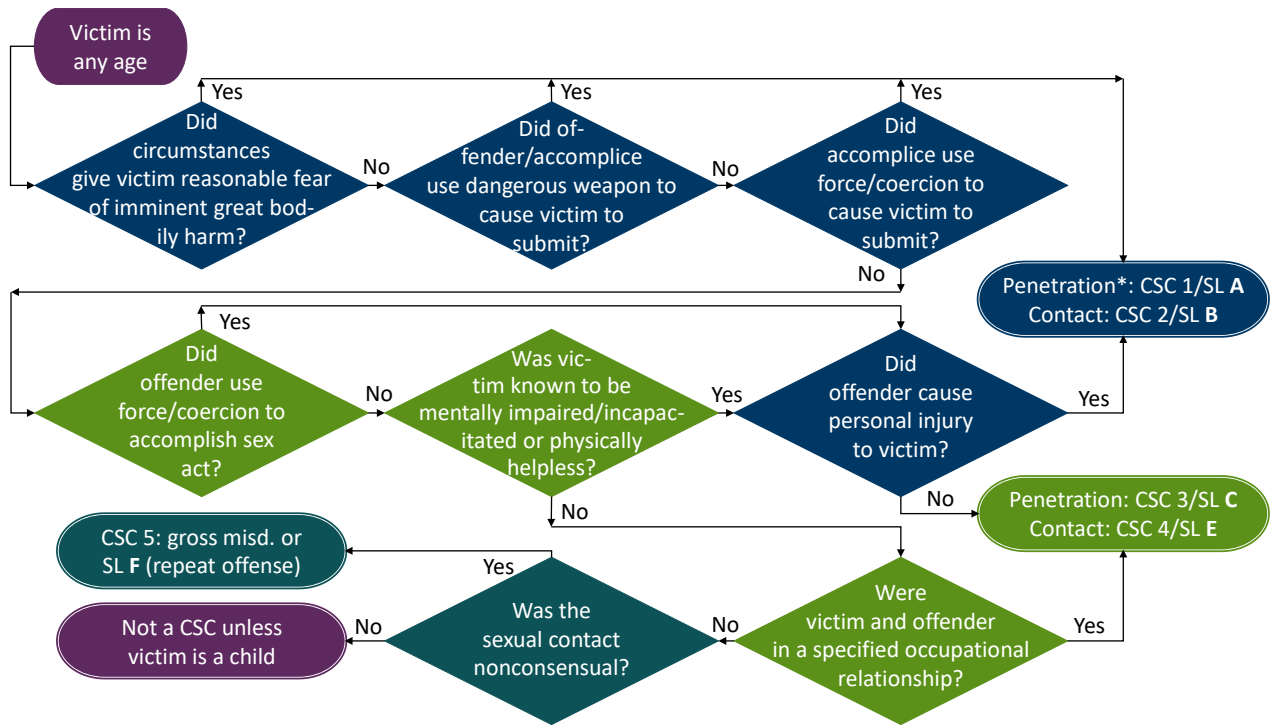 Victim is
any age
Yes
Yes
Yes
Did
circumstances
give victim reasonable fear
of imminent great bod-
ily harm?
No
Did of-
fender/accomplice
use dangerous weapon to
cause victim to
submit?
No
Did
accomplice use
force/coercion to
cause victim to
submit?
No
Penetration*: CSC 1/SL A
Contact: CSC 2/SL B
Yes
Did
offender use
force/coercion to
accomplish sex
act?
No
Was vic-
tim known to be
mentally impaired/incapac-
itated or physically
helpless?
Yes
Did
offender cause
personal injury
to victim?
Yes
No
No
Penetration: CSC 3/SL C
Contact: CSC 4/SL E
CSC 5: gross misd. or
SL F (repeat offense)
Yes
Not a CSC unless
victim is a child
No
Was the
sexual contact
nonconsensual?
No
Were
victim and offender
in a specified occupational
relationship?
Yes